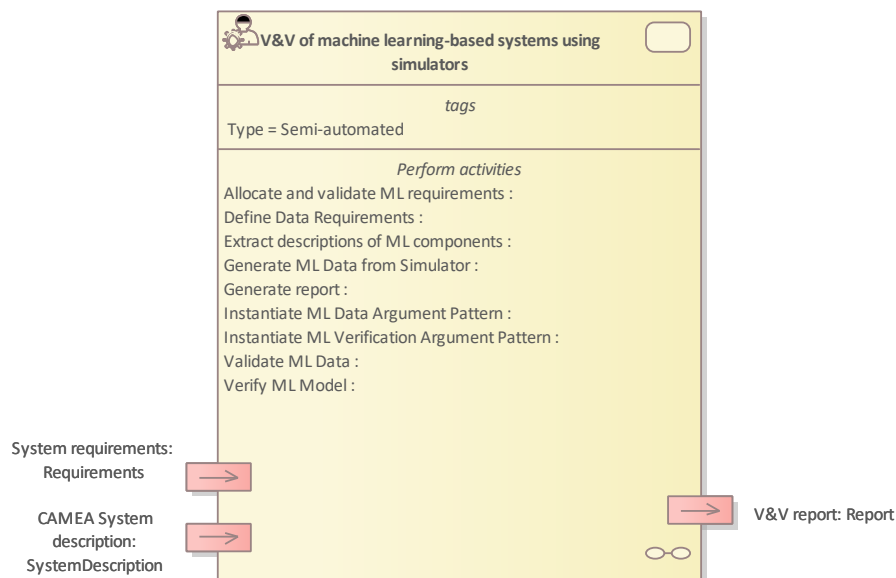 V&V of machine learning-based systems using
simulators
tags
Type = Semi-automated
Perform activities
Allocate and validate ML requirements :
Define Data Requirements :
Extract descriptions of ML components :
Generate ML Data from Simulator :
Generate report :
Instantiate ML Data Argument Pattern :
Instantiate ML Verification Argument Pattern :
Validate ML Data :
Verify ML Model :
System requirements:
Requirements
CAMEA System
description:
SystemDescription
V&V report: Report